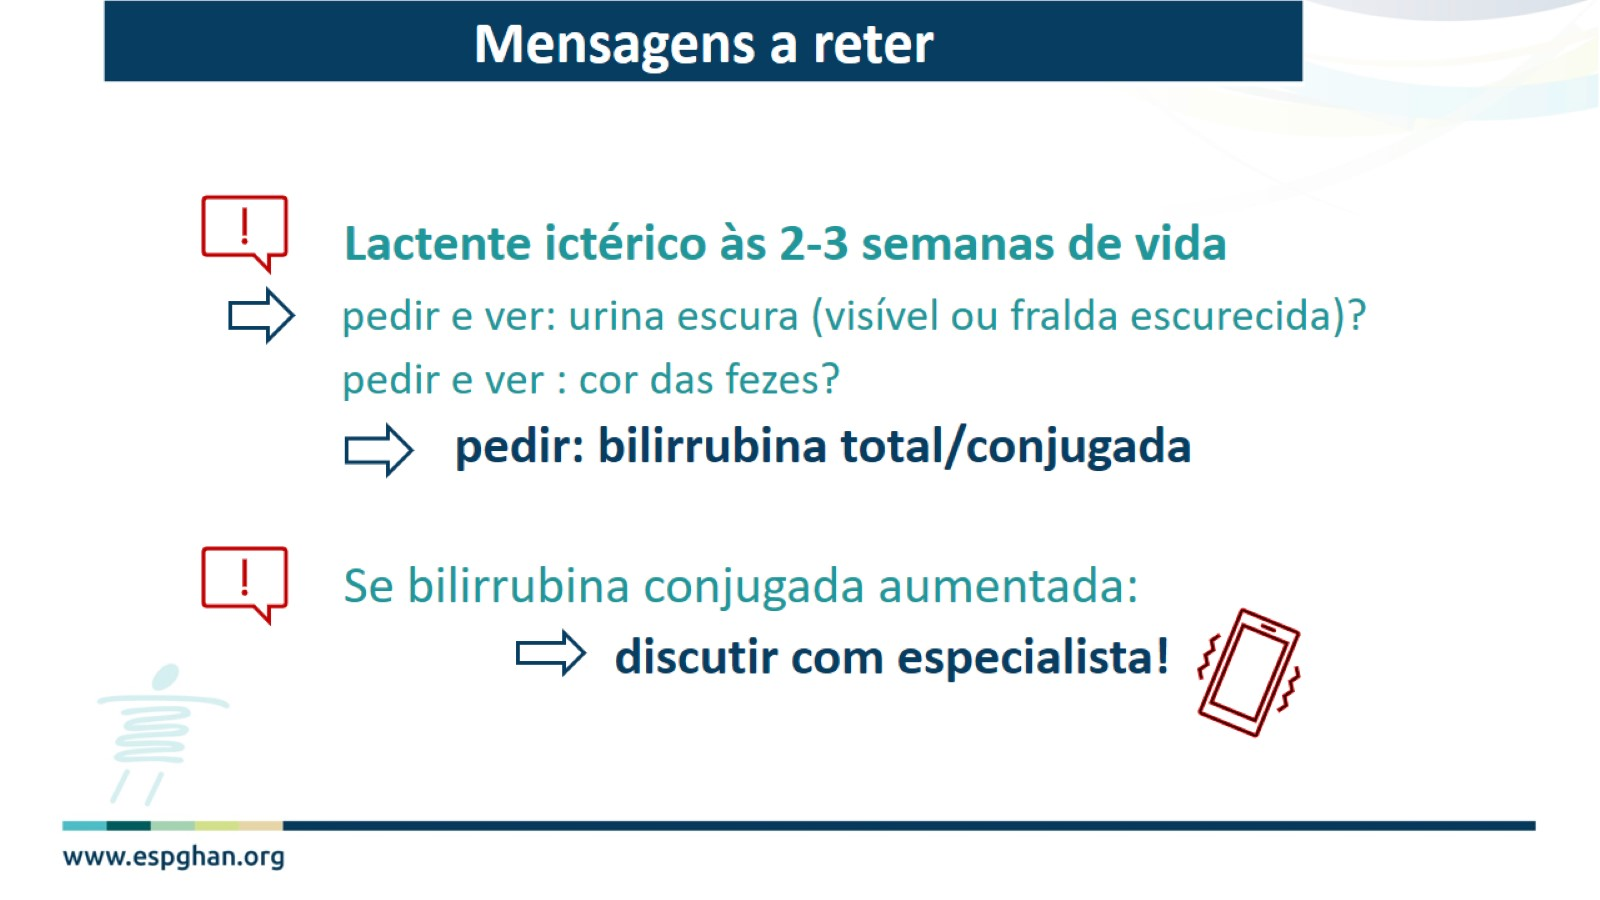 Mensagens a reter
Lactente ictérico às 2-3 semanas de vida
pedir e ver: urina escura (visível ou fralda escurecida)?
pedir e ver : cor das fezes?
pedir: bilirrubina total/conjugada
Se bilirrubina conjugada aumentada:
discutir com especialista!
www.espghan.org